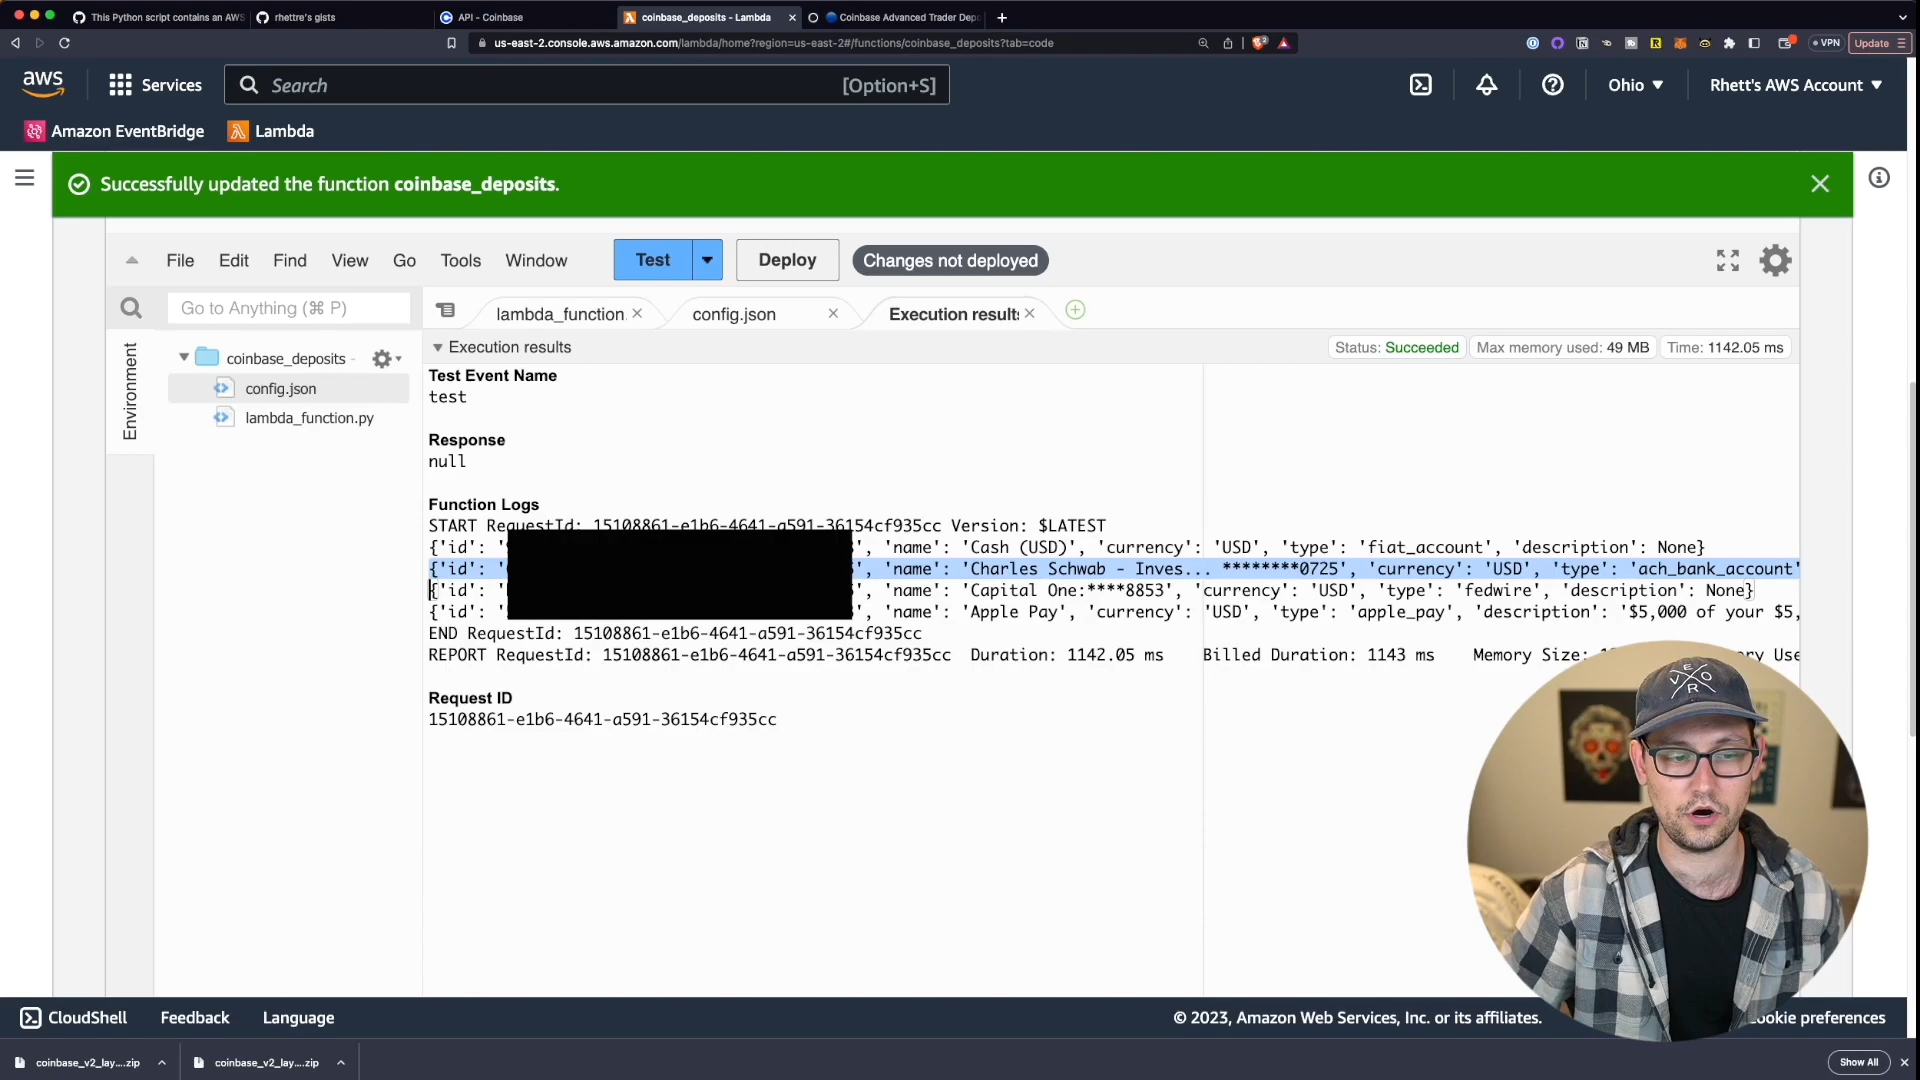 This Python script contains an AWS
rhettre's gists
API - Coinbase
coinbase_deposits - Lambda
Coinbase Advanced Trader Dep
us-east-2.console.aws.amazon.com/lambda/home?region=us-east-2#/functions/coinbase_deposits?tab=code
VPN
Update
aws
Services
Search
[Option+S]
Ohio
Rhett's AWS Account
Amazon EventBridge
Lambda
Successfully updated the function coinbase_deposits.
File
Edit
Find
View
Go
Tools
Window
Test
Deploy
Changes not deployed
Go to Anything (⌘ P)
lambda_function.
config.json
Execution results
Environment
coinbase_deposits -
config.json
lambda_function.py
Execution results
Status: Succeeded
Max memory used: 49 MB
Time: 1142.05 ms
Test Event Name
test
Response
null
Function Logs
START RequestId: 15108861-e1b6-4641-a591-36154cf935cc Version: $LATEST
{'id': ' ', 'name': 'Cash (USD)', 'currency': 'USD', 'type': 'fiat_account', 'description': None}
{'id': ' ', 'name': 'Charles Schwab - Inves... ********0725', 'currency': 'USD', 'type': 'ach_bank_account'
{'id': ' ', 'name': 'Capital One:****8853', 'currency': 'USD', 'type': 'fedwire', 'description': None}
{'id': ' ', 'name': 'Apple Pay', 'currency': 'USD', 'type': 'apple_pay', 'description': '$5,000 of your $5,
END RequestId: 15108861-e1b6-4641-a591-36154cf935cc
REPORT RequestId: 15108861-e1b6-4641-a591-36154cf935cc Duration: 1142.05 ms Billed Duration: 1143 ms Memory Size:
Request ID
15108861-e1b6-4641-a591-36154cf935cc
VEOR
CloudShell
Feedback
Language
© 2023, Amazon Web Services, Inc. or its affiliates.
ookie preferences
coinbase_v2_lay....zip
coinbase_v2_lay....zip
Show All